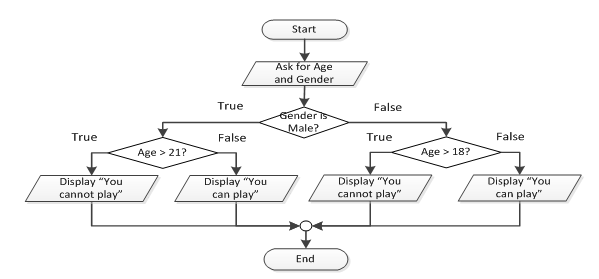 Start
Ask for Age
and Gender
Gender is
Male?
True
False
True
Age > 21?
False
True
Age > 18?
False
Display "You
cannot play"
Display "You
can play"
Display "You
cannot play"
Display "You
can play"
End